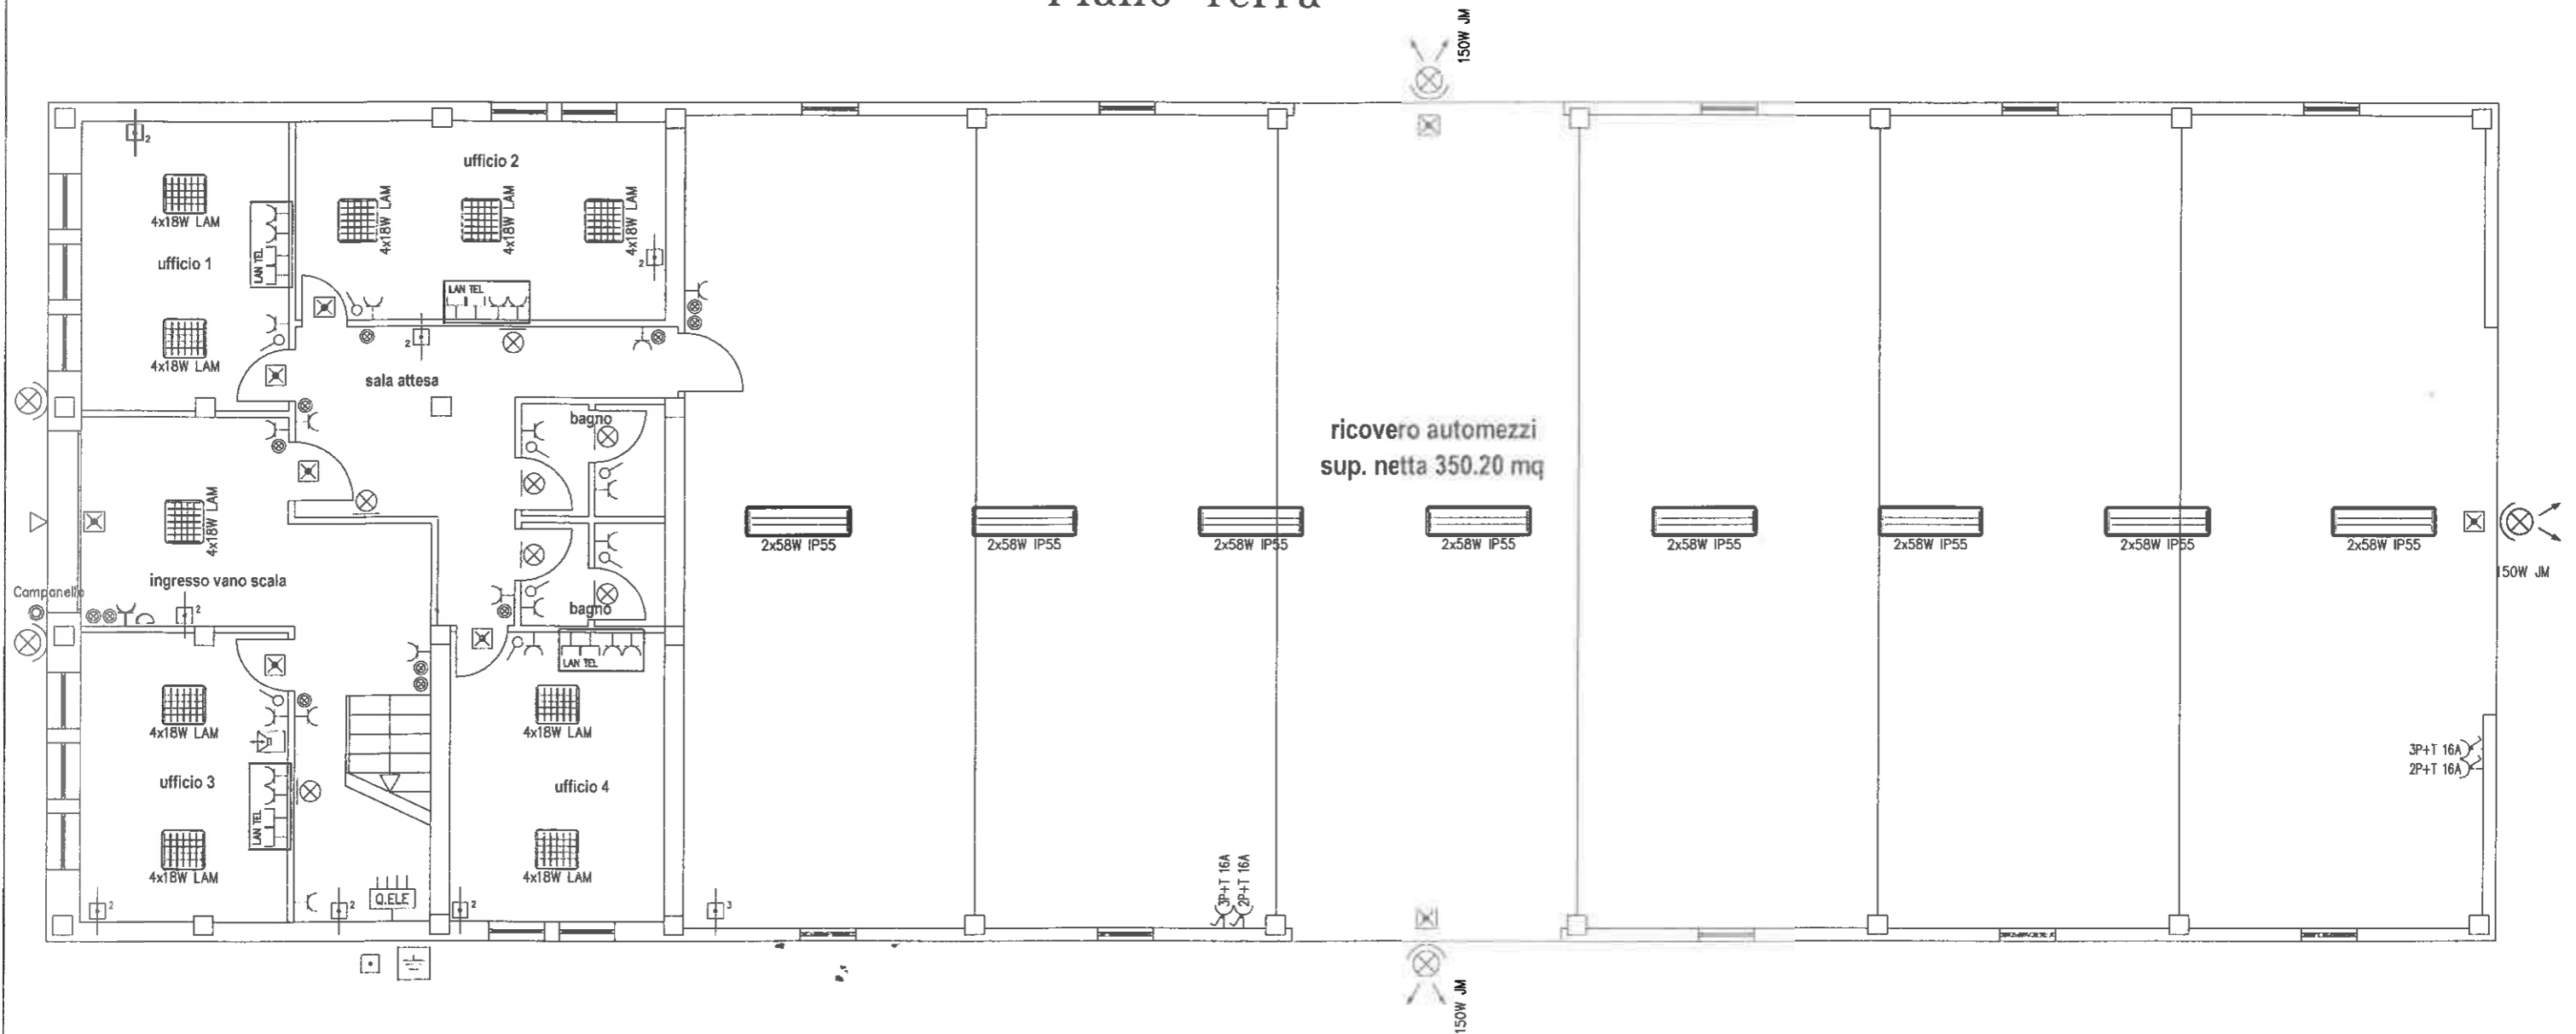 Piano Terra
150W JM
2
ufficio 2
4x18W LAM
4x18W LAM
4x18W LAM
4x18W LAM
2
LAN TEL
ufficio 1
LAN TEL
4x18W LAM
2
sala attesa
bagno
ricovero automezzi
sup. netta 350.20 mq
4x18W LAM
2x58W IP55
2x58W IP55
2x58W IP55
2x58W IP55
2x58W IP55
2x58W IP55
2x58W IP55
2x58W IP55
150W JM
ingresso vano scala
Campanello
2
bagno
LAN TEL
4x18W LAM
4x18W LAM
3P+T 16A
2P+T 16A
ufficio 3
ufficio 4
LAN TEL
4x18W LAM
4x18W LAM
3P+T 16A
2P+T 16A
Q.ELE
2
2
2
3
150W JM